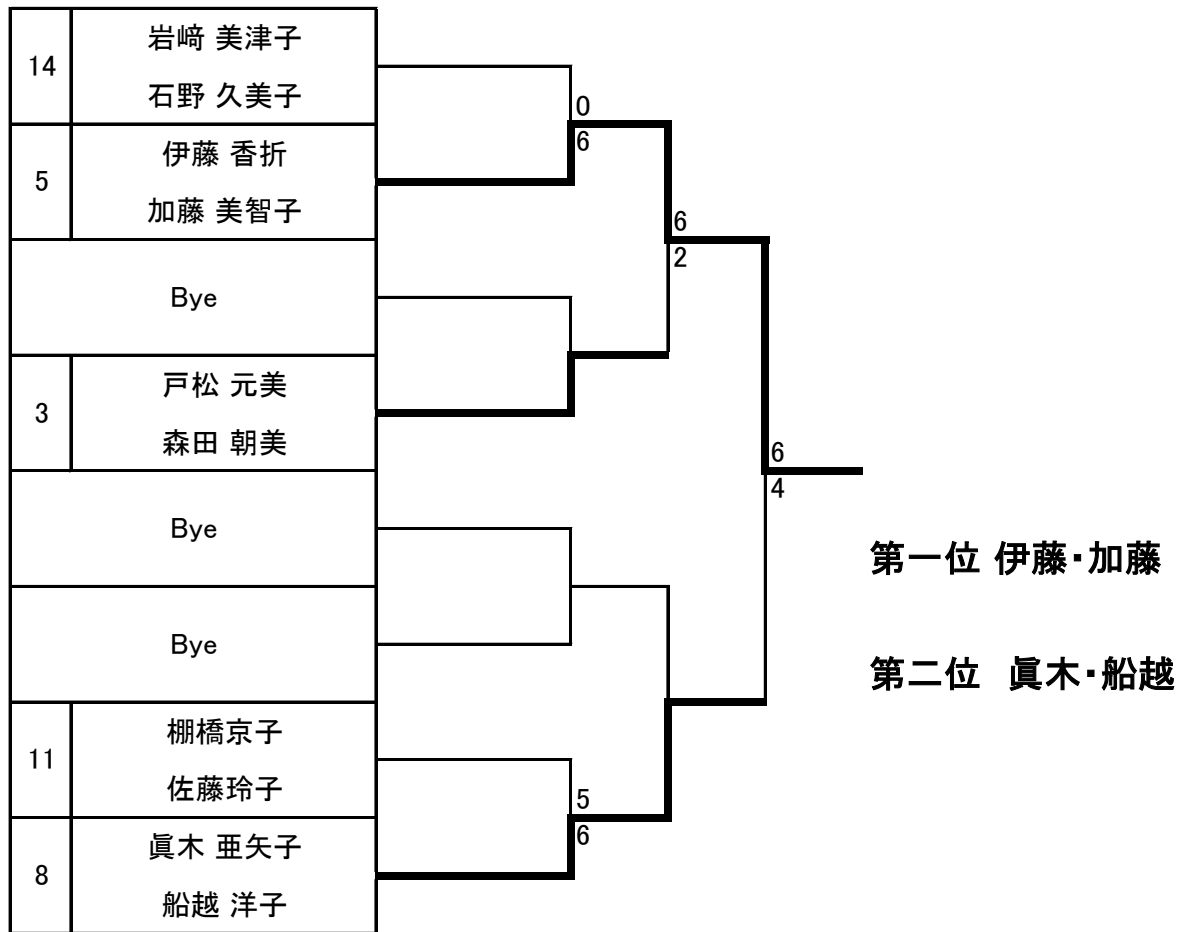 14
岩﨑 美津子
石野 久美子
5
伊藤 香折
加藤 美智子
Bye
3
戸松 元美
森田 朝美
Bye
Bye
11
棚橋京子
佐藤玲子
8
眞木 亜矢子
船越 洋子
0
6
6
2
5
6
6
4
第一位 伊藤・加藤
第二位 眞木・船越